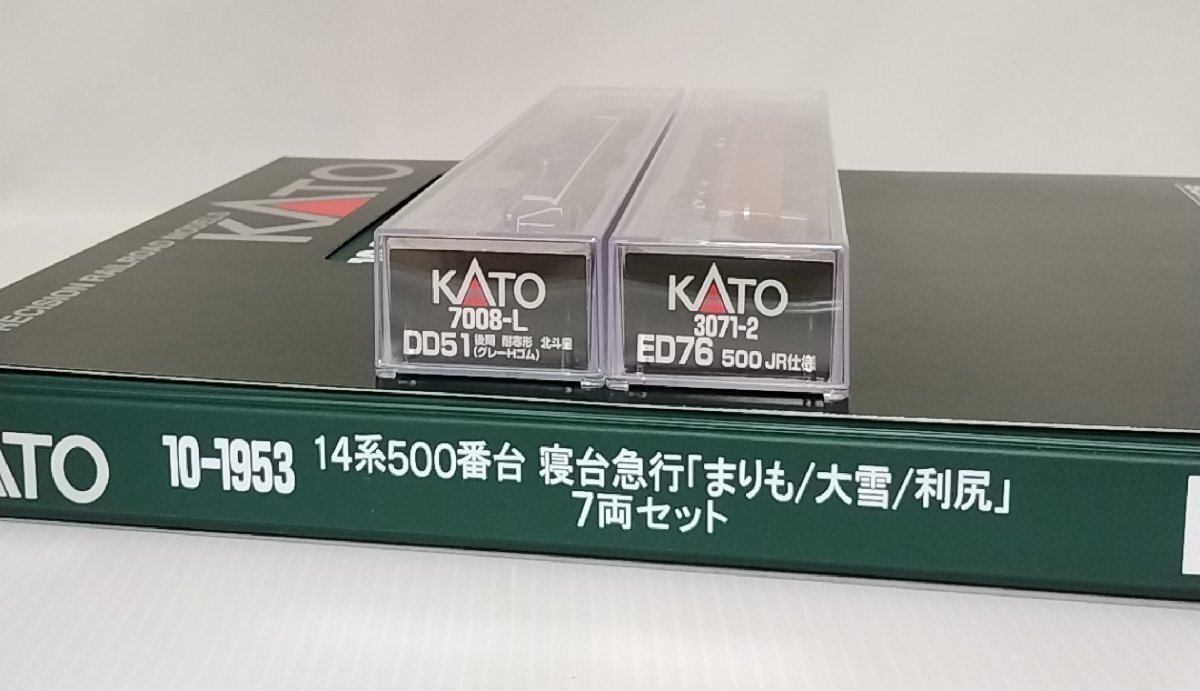 KATO
PRECISION RAILROAD MODELS
KATO
7008-L
DD51 後期 耐寒形 北斗星
(グレーHゴム)
KATO
3071-2
ED76 500 JR仕様
KATO
10-1953
14系500番台 寝台急行「まりも/大雪/利尻」
7両セット